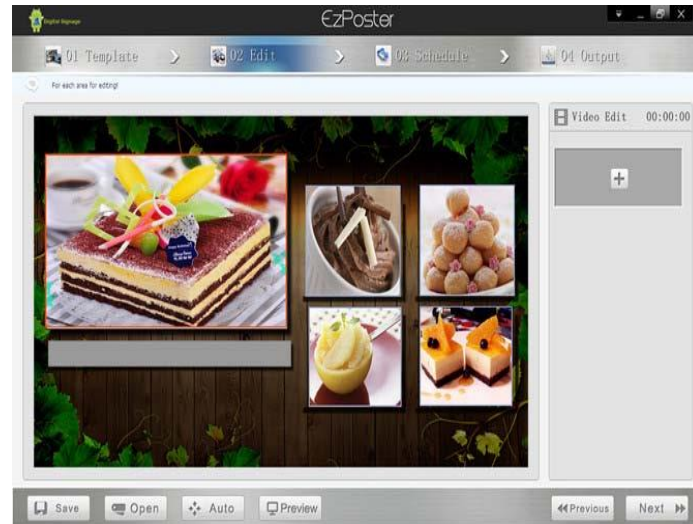 Digital Signage
EzPoster
01 Template
02 Edit
03 Schedule
04 Output
For each area for editing!
Video Edit 00:00:00
Save
Open
Auto
Preview
Previous
Next